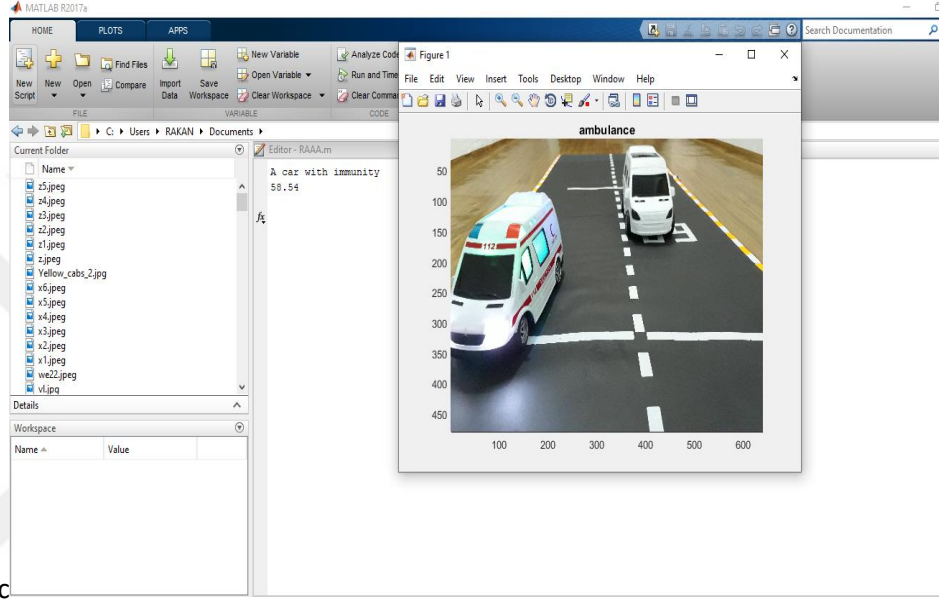 MATLAB R2017a
HOME PLOTS APPS
Search Documentation
New Script
New
Open
Find Files
Compare
Import Data
Save Workspace
New Variable
Open Variable
Clear Workspace
Analyze Code
Run and Time
Clear Comma
FILE VARIABLE CODE
C: Users RAKAN Documents
Current Folder
Name
z5.jpeg
z4.jpeg
z3.jpeg
z2.jpeg
z1.jpeg
z.jpeg
Yellow_cabs_2.jpg
x6.jpeg
x5.jpeg
x4.jpeg
x3.jpeg
x2.jpeg
x1.jpeg
we22.jpeg
vl.jpg
Details
Workspace
Name Value
Editor - RAAA.m
A car with immunity
58.54
fx
Figure 1
File Edit View Insert Tools Desktop Window Help
ambulance
50
100
150
200
250
300
350
400
450
100 200 300 400 500 600
112
c